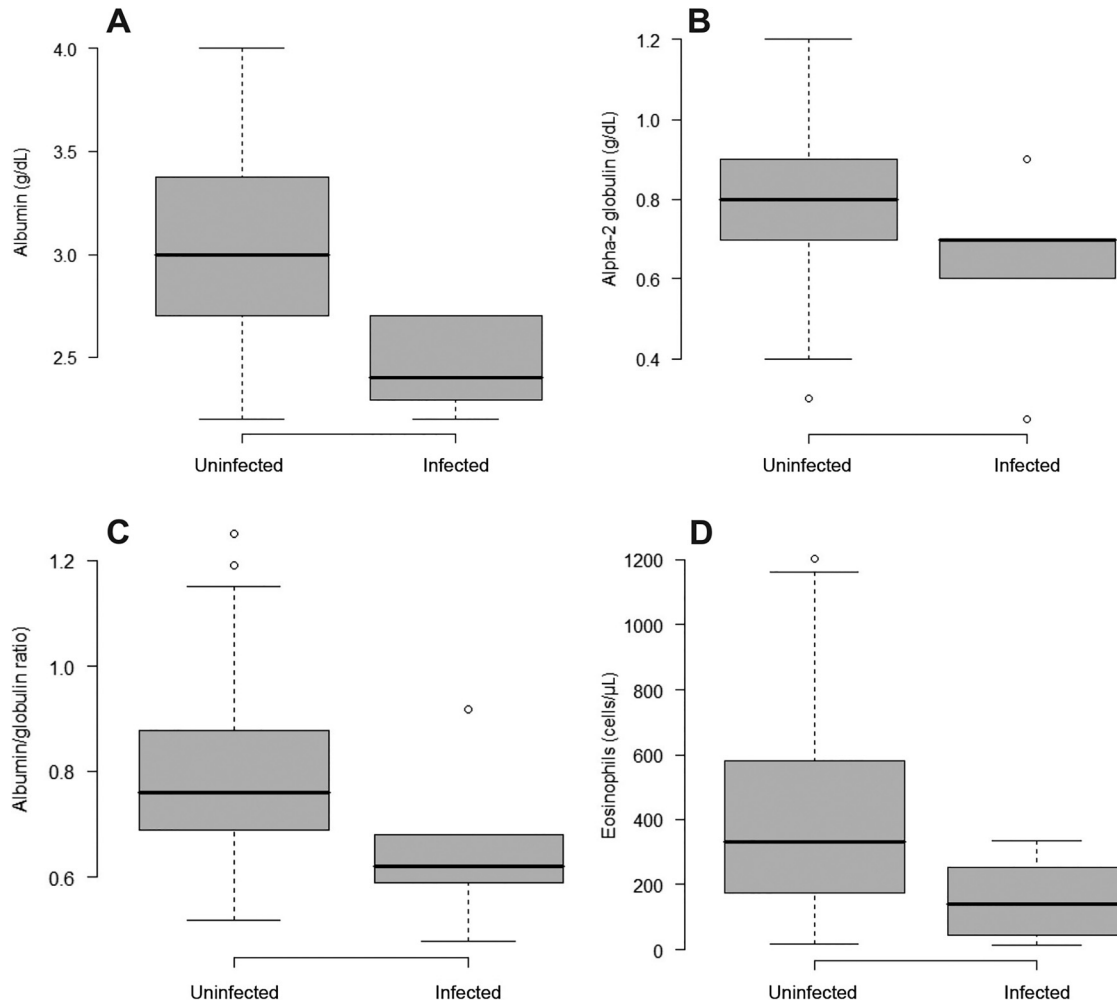 A
Albumin (g/dL)
4.0
3.5
3.0
2.5
Uninfected
Infected
B
Alpha-2 globulin (g/dL)
1.2
1.0
0.8
0.6
0.4
Uninfected
Infected
C
Albumin/globulin ratio)
1.2
1.0
0.8
0.6
Uninfected
Infected
D
Eosinophils (cells/µL)
1200
1000
800
600
400
200
0
Uninfected
Infected